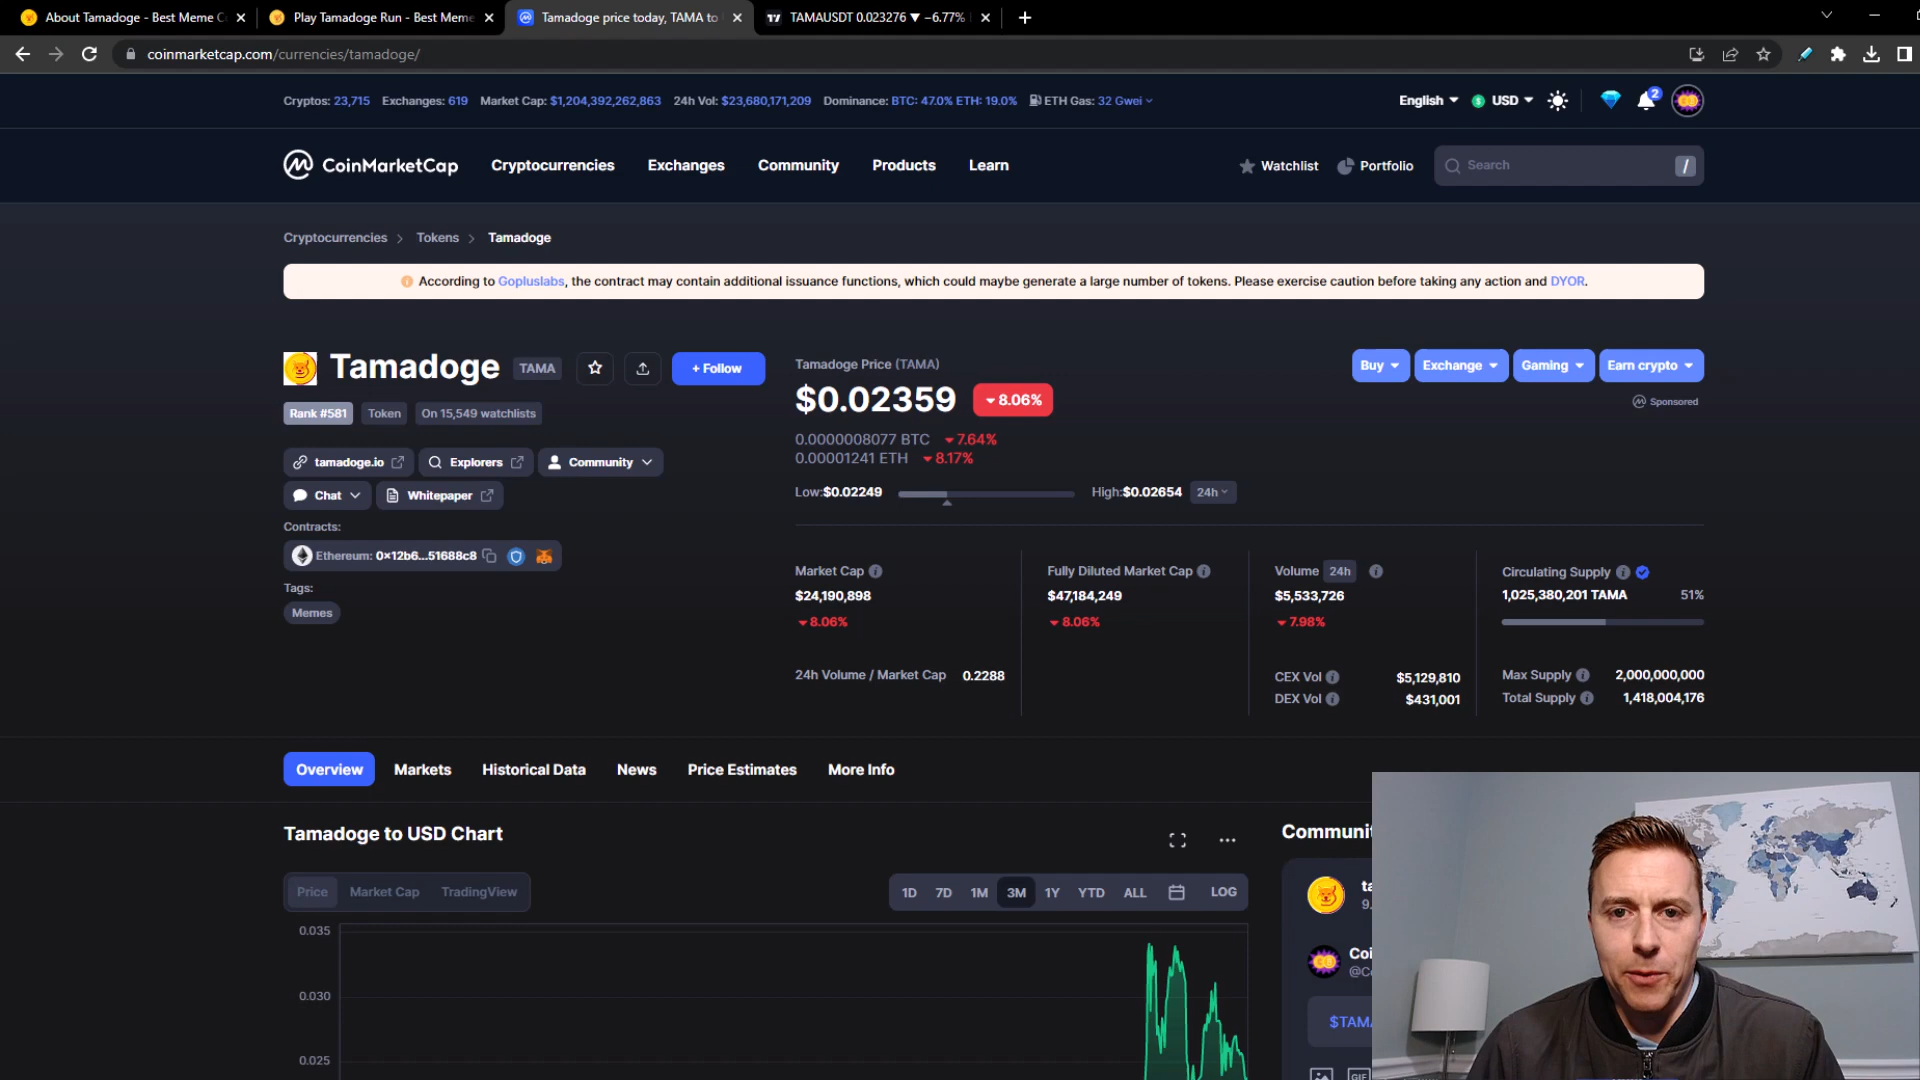 About Tamadoge - Best Meme C
Play Tamadoge Run - Best Meme
Tamadoge price today, TAMA to
TAMAUSDT 0.023276 ▼ −6.77%
coinmarketcap.com/currencies/tamadoge/
Cryptos: 23,715 Exchanges: 619 Market Cap: $1,204,392,262,863 24h Vol: $23,680,171,209 Dominance: BTC: 47.0% ETH: 19.0% ETH Gas: 32 Gwei
English USD 2
CoinMarketCap Cryptocurrencies Exchanges Community Products Learn Watchlist Portfolio Search /
Cryptocurrencies > Tokens > Tamadoge
According to Gopluslabs, the contract may contain additional issuance functions, which could maybe generate a large number of tokens. Please exercise caution before taking any action and DYOR.
Tamadoge TAMA + Follow
Rank #581 Token On 15,549 watchlists
tamadoge.io Explorers Community
Chat Whitepaper
Contracts:
Ethereum: 0x12b6...51688c8
Tags:
Memes
Tamadoge Price (TAMA)
$0.02359 8.06%
0.0000008077 BTC 7.64%
0.00001241 ETH 8.17%
Low:$0.02249 High:$0.02654 24h
Buy Exchange Gaming Earn crypto
Sponsored
Market Cap
$24,190,898
8.06%
24h Volume / Market Cap 0.2288
Fully Diluted Market Cap
$47,184,249
8.06%
Volume 24h
$5,533,726
7.98%
CEX Vol $5,129,810
DEX Vol $431,001
Circulating Supply
1,025,380,201 TAMA 51%
Max Supply 2,000,000,000
Total Supply 1,418,004,176
Overview Markets Historical Data News Price Estimates More Info
Tamadoge to USD Chart
Price Market Cap TradingView
1D 7D 1M 3M 1Y YTD ALL LOG
0.035
0.030
0.025
Communi
ta
9.
Coi
@Co
$TAMA
GIF